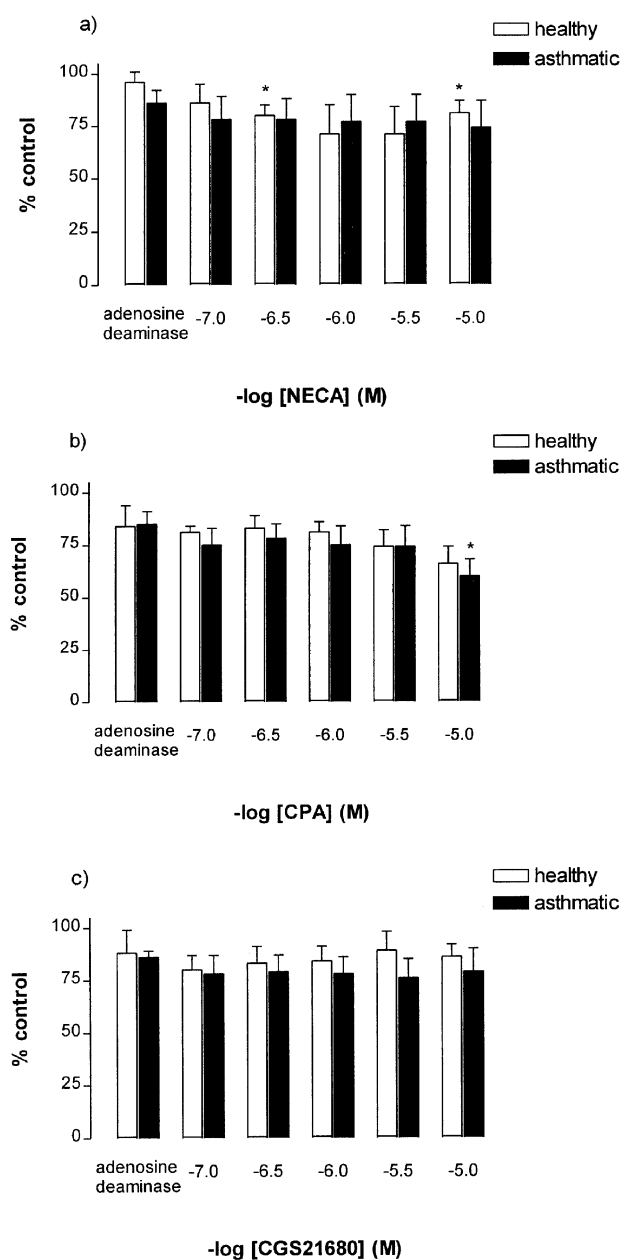 a)
healthy
asthmatic
100
75
50
25
0
% control
* *
adenosine deaminase
-7.0 -6.5 -6.0 -5.5 -5.0
-log [NECA] (M)
b)
healthy
asthmatic
100
75
50
25
0
% control
*
adenosine deaminase
-7.0 -6.5 -6.0 -5.5 -5.0
-log [CPA] (M)
c)
healthy
asthmatic
100
75
50
25
0
% control
adenosine deaminase
-7.0 -6.5 -6.0 -5.5 -5.0
-log [CGS21680] (M)